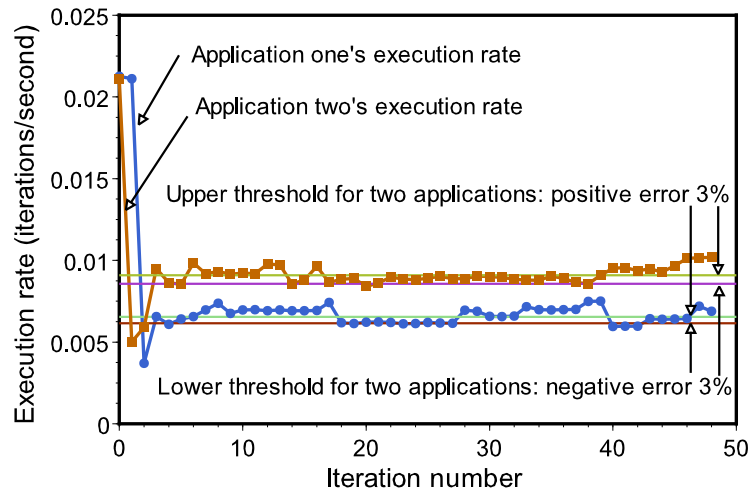 0.025
0.02
0.015
0.01
0.005
0
Execution rate (iterations/second)
Application one's execution rate
Application two's execution rate
Upper threshold for two applications: positive error 3%
Lower threshold for two applications: negative error 3%
0 10 20 30 40 50
Iteration number